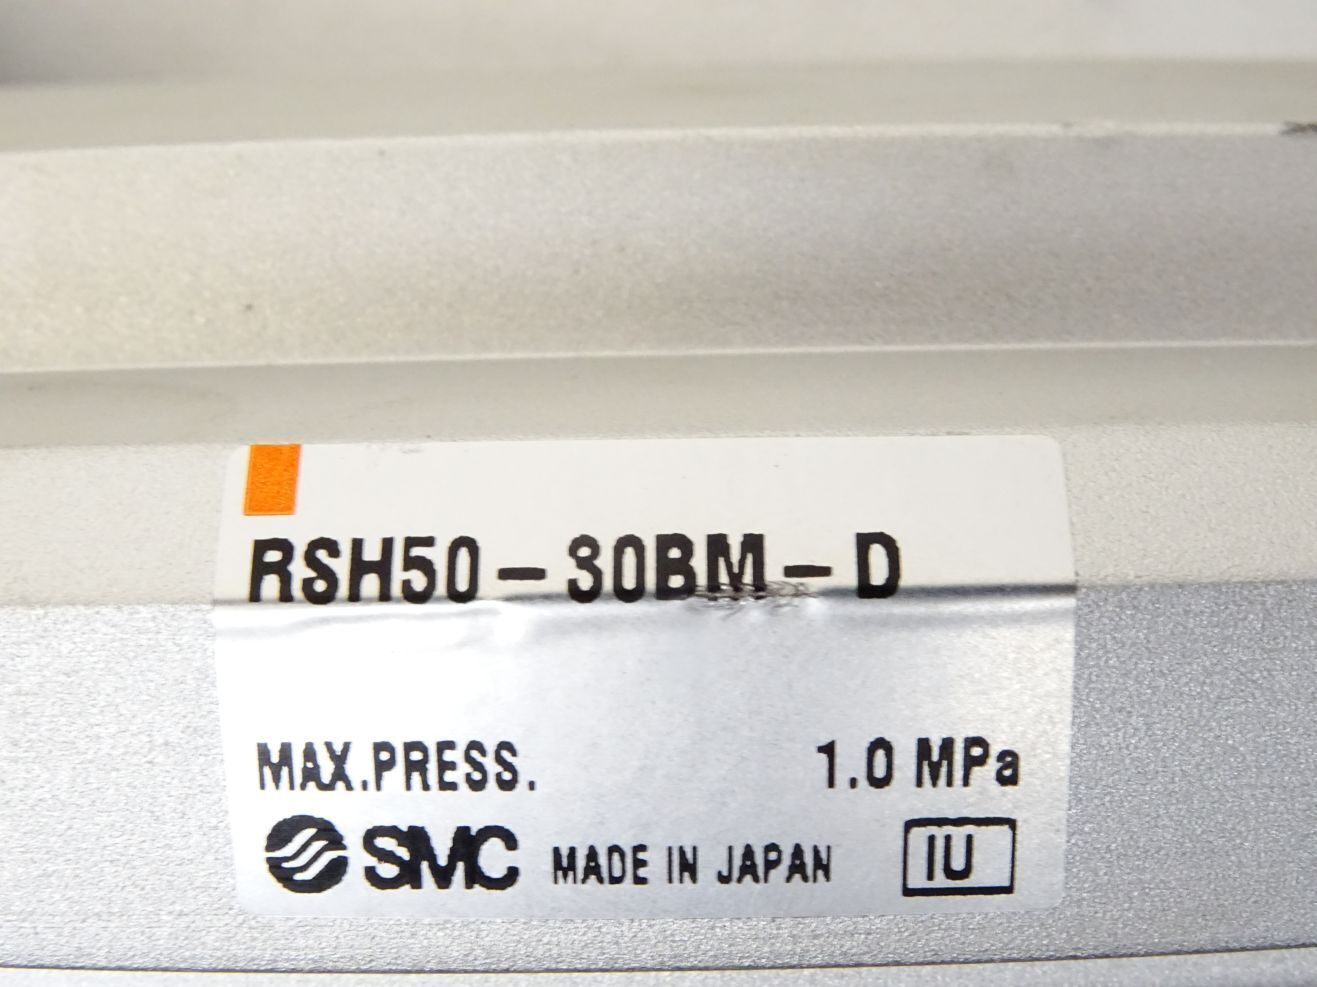 RSH50-30BM-D
MAX.PRESS. 1.0 MPa
SMC MADE IN JAPAN IU